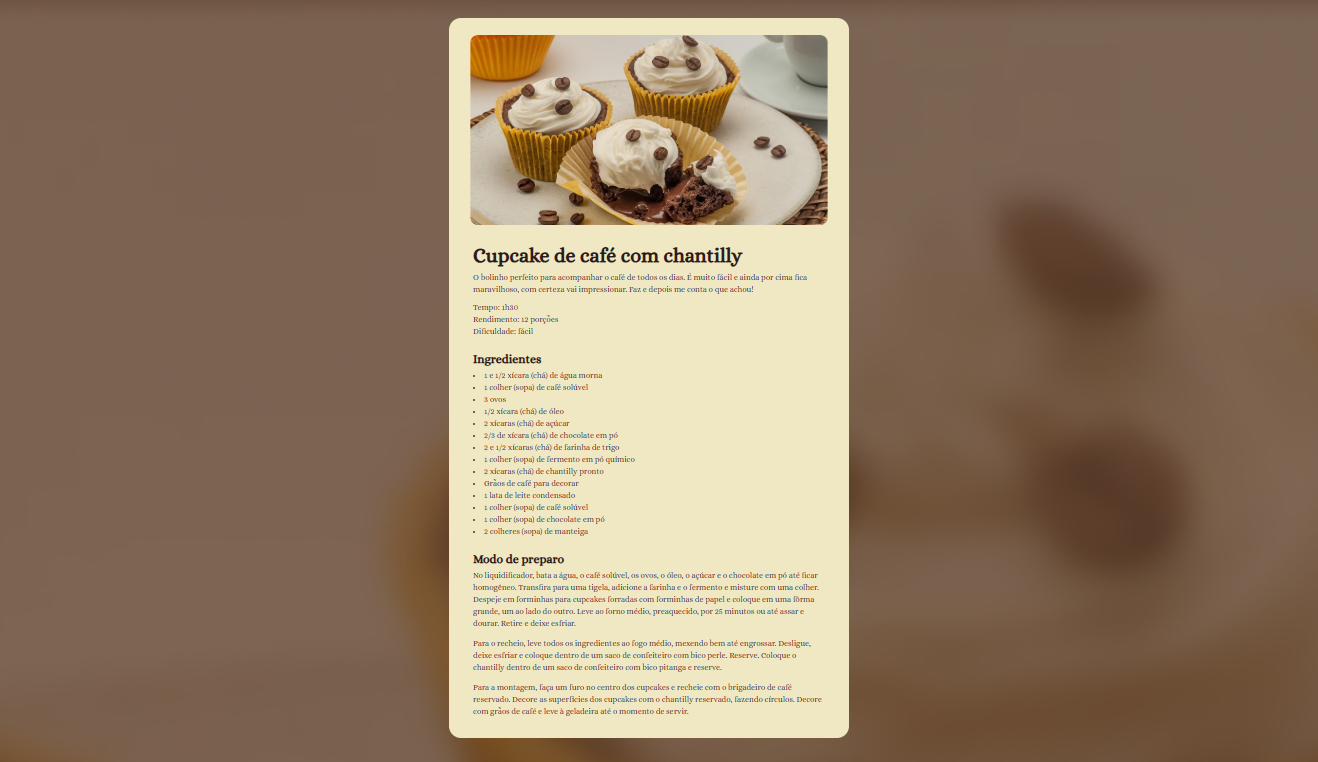 Cupcake de café com chantilly
O bolinho perfeito para acompanhar o café de todos os dias. É muito fácil e ainda por cima fica
maravilhoso, com certeza vai impressionar. Faz e depois me conta o que achou!
Tempo: 1h30
Rendimento: 12 porções
Dificuldade: fácil
Ingredientes
• 1 e 1/2 xícara (chá) de água morna
• 1 colher (sopa) de café solúvel
• 3 ovos
• 1/2 xícara (chá) de óleo
• 2 xícaras (chá) de açúcar
• 2/3 de xícara (chá) de chocolate em pó
• 2 e 1/2 xícaras (chá) de farinha de trigo
• 1 colher (sopa) de fermento em pó químico
• 2 xícaras (chá) de chantilly pronto
• Grãos de café para decorar
• 1 lata de leite condensado
• 1 colher (sopa) de café solúvel
• 1 colher (sopa) de chocolate em pó
• 2 colheres (sopa) de manteiga
Modo de preparo
No liquidificador, bata a água, o café solúvel, os ovos, o óleo, o açúcar e o chocolate em pó até ficar
homogêneo. Transfira para uma tigela, adicione a farinha e o fermento e misture com uma colher.
Despeje em forminhas para cupcakes forradas com forminhas de papel e coloque em uma fôrma
grande, um ao lado do outro. Leve ao forno médio, preaquecido, por 25 minutos ou até assar e
dourar. Retire e deixe esfriar.
Para o recheio, leve todos os ingredientes ao fogo médio, mexendo bem até engrossar. Desligue,
deixe esfriar e coloque dentro de um saco de confeiteiro com bico perle. Reserve. Coloque o
chantilly dentro de um saco de confeiteiro com bico pitanga e reserve.
Para a montagem, faça um furo no centro dos cupcakes e recheie com o brigadeiro de café
reservado. Decore as superfícies dos cupcakes com o chantilly reservado, fazendo círculos. Decore
com grãos de café e leve à geladeira até o momento de servir.